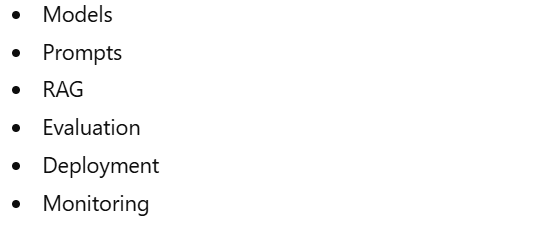 • Models
• Prompts
• RAG
• Evaluation
• Deployment
• Monitoring